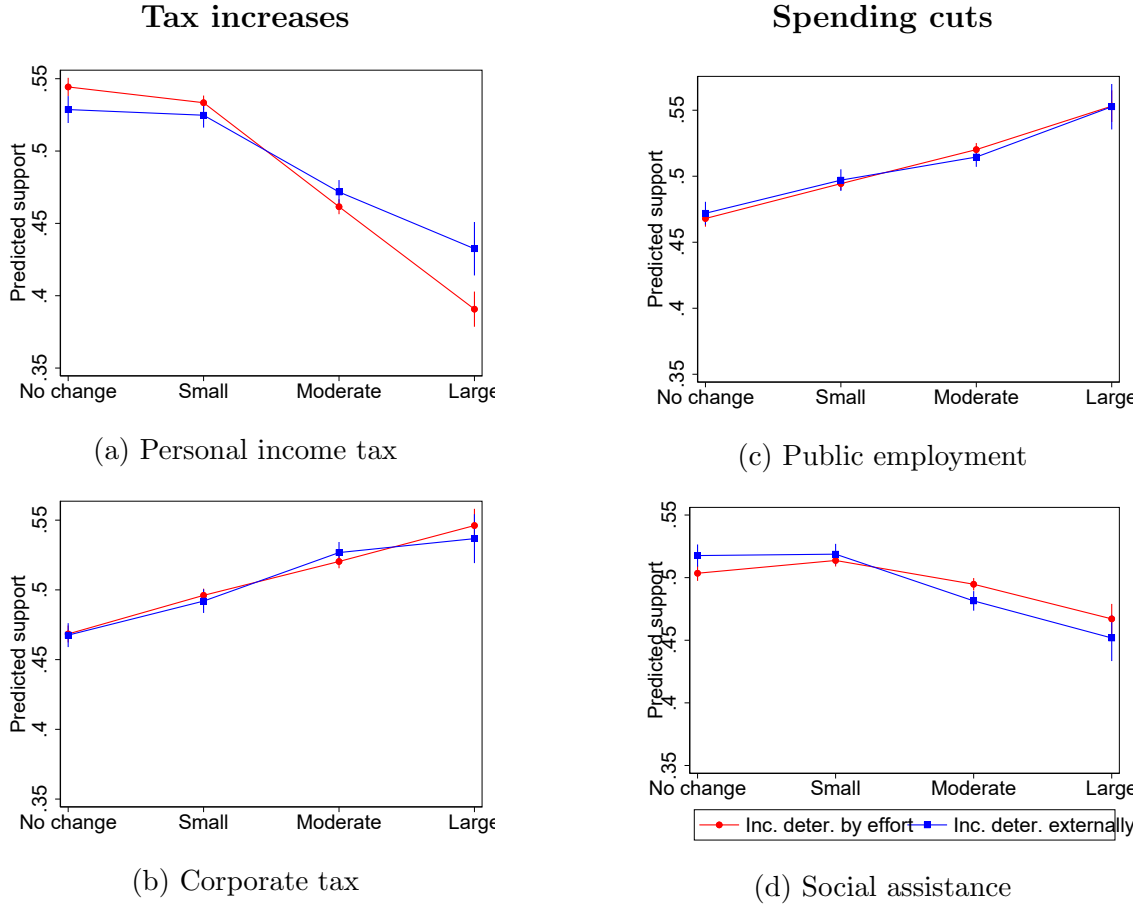 Tax increases
Spending cuts
Predicted support
.55
.5
.45
.4
.35
No change Small Moderate Large
(a) Personal income tax
Predicted support
.55
.5
.45
.4
.35
No change Small Moderate Large
(c) Public employment
Predicted support
.55
.5
.45
.4
.35
No change Small Moderate Large
(b) Corporate tax
Predicted support
.55
.5
.45
.4
.35
No change Small Moderate Large
Inc. deter. by effort Inc. deter. externally
(d) Social assistance